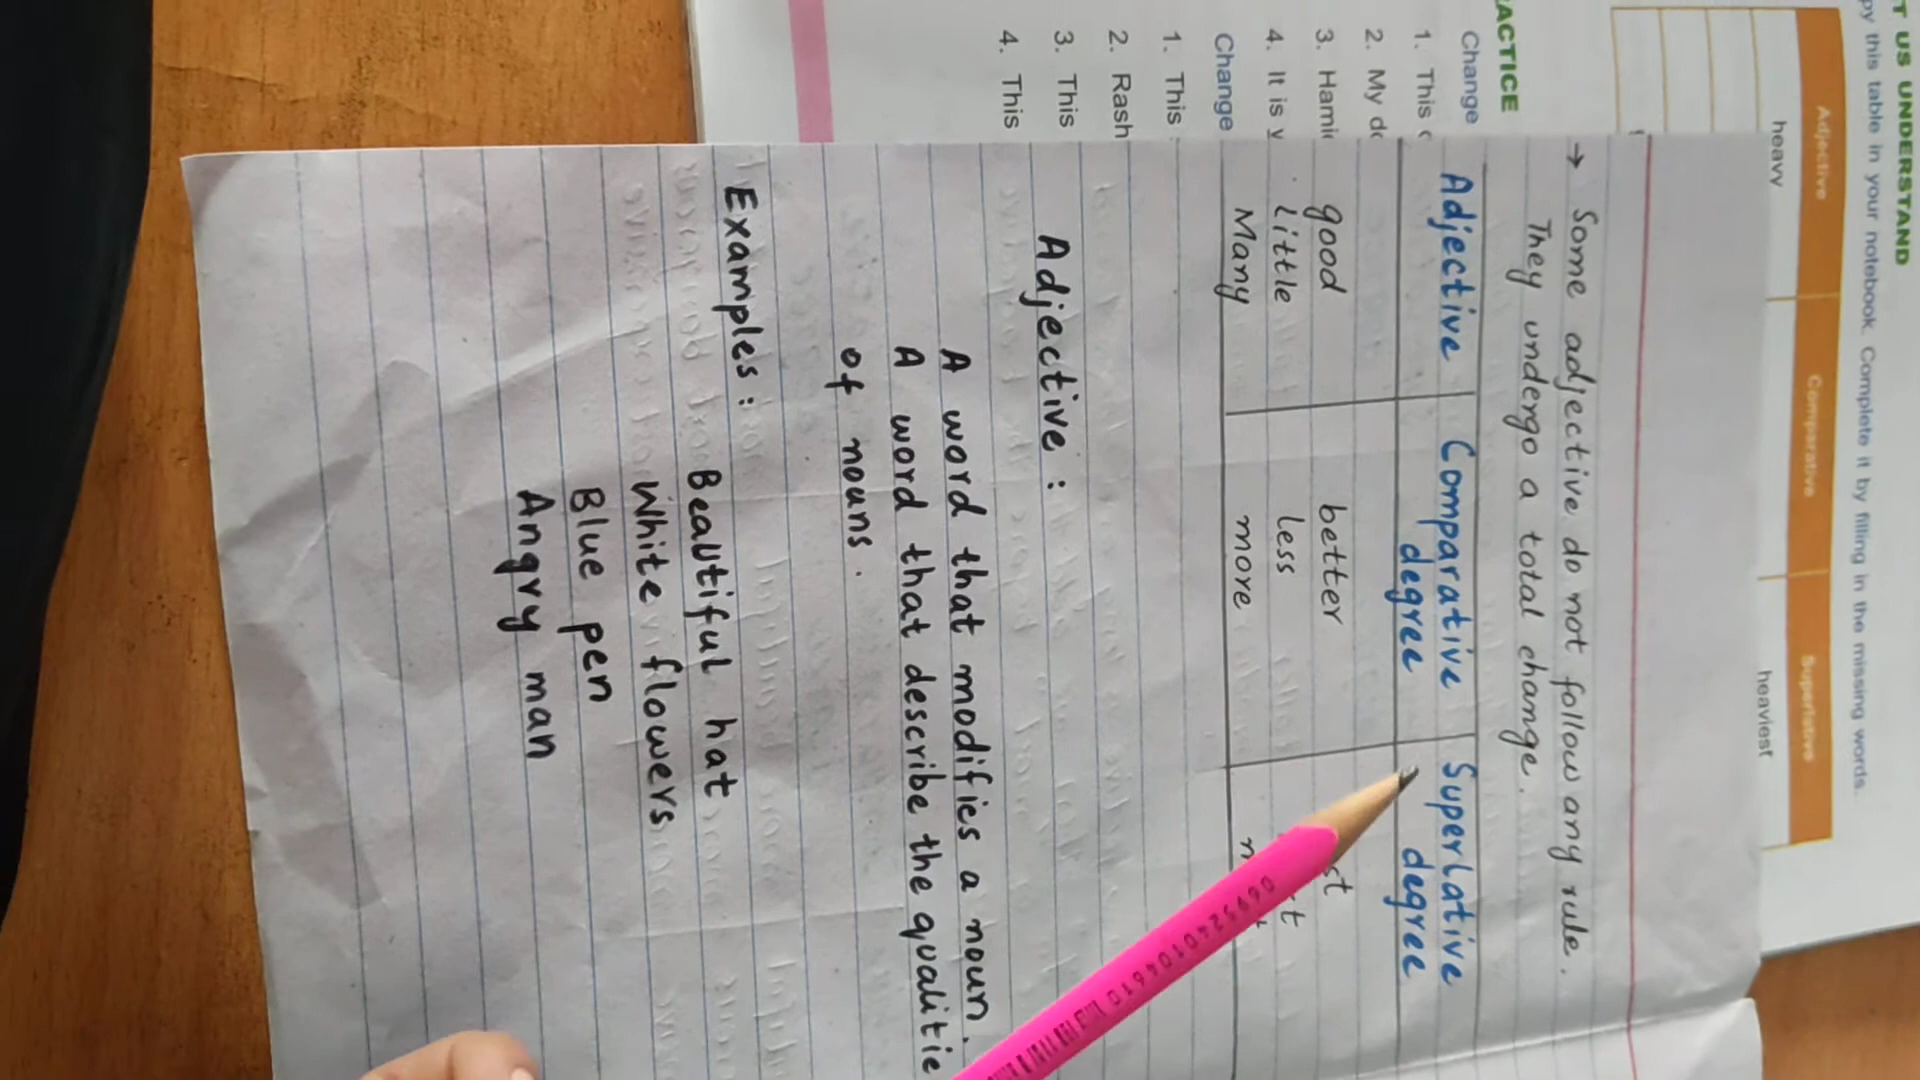 T US UNDERSTAND
py this table in your notebook. Complete it by filling in the missing words.
Adjective Comparative Superlative
heavy heaviest
ACTICE
Change
1. This
2. My
3. Hami
4. It is
Change
1. This
2. Rash
3. This
4. This
→ Some adjective do not follow any rule.
They undergo a total change.
Adjective Comparative degree Superlative degree
good better st
Little less t
Many more
Adjective :
A word that modifies a noun.
A word that describe the qualitie
of nouns.
Examples :
Beautiful hat
White flowers
Blue pen
Angry man
0695240104610